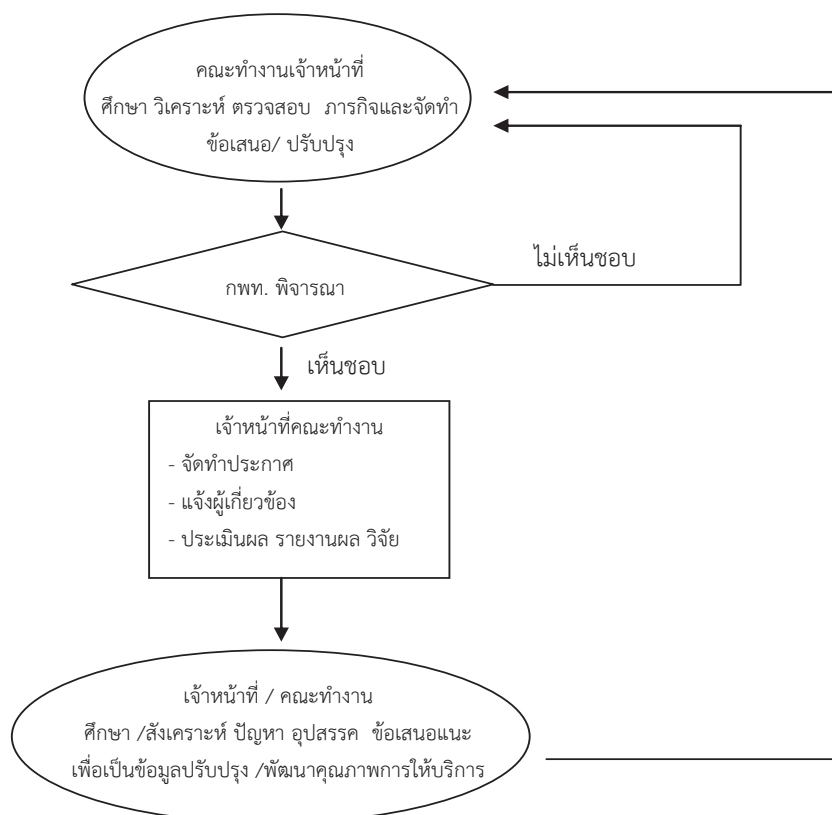 คณะทำงานเจ้าหน้าที่
ศึกษา วิเคราะห์ ตรวจสอบ ภารกิจและจัดทำ
ข้อเสนอ/ ปรับปรุง
กพท. พิจารณา
ไม่เห็นชอบ
เห็นชอบ
เจ้าหน้าที่คณะทำงาน
- จัดทำประกาศ
- แจ้งผู้เกี่ยวข้อง
- ประเมินผล รายงานผล วิจัย
เจ้าหน้าที่ / คณะทำงาน
ศึกษา /สังเคราะห์ ปัญหา อุปสรรค ข้อเสนอแนะ
เพื่อเป็นข้อมูลปรับปรุง /พัฒนาคุณภาพการให้บริการ